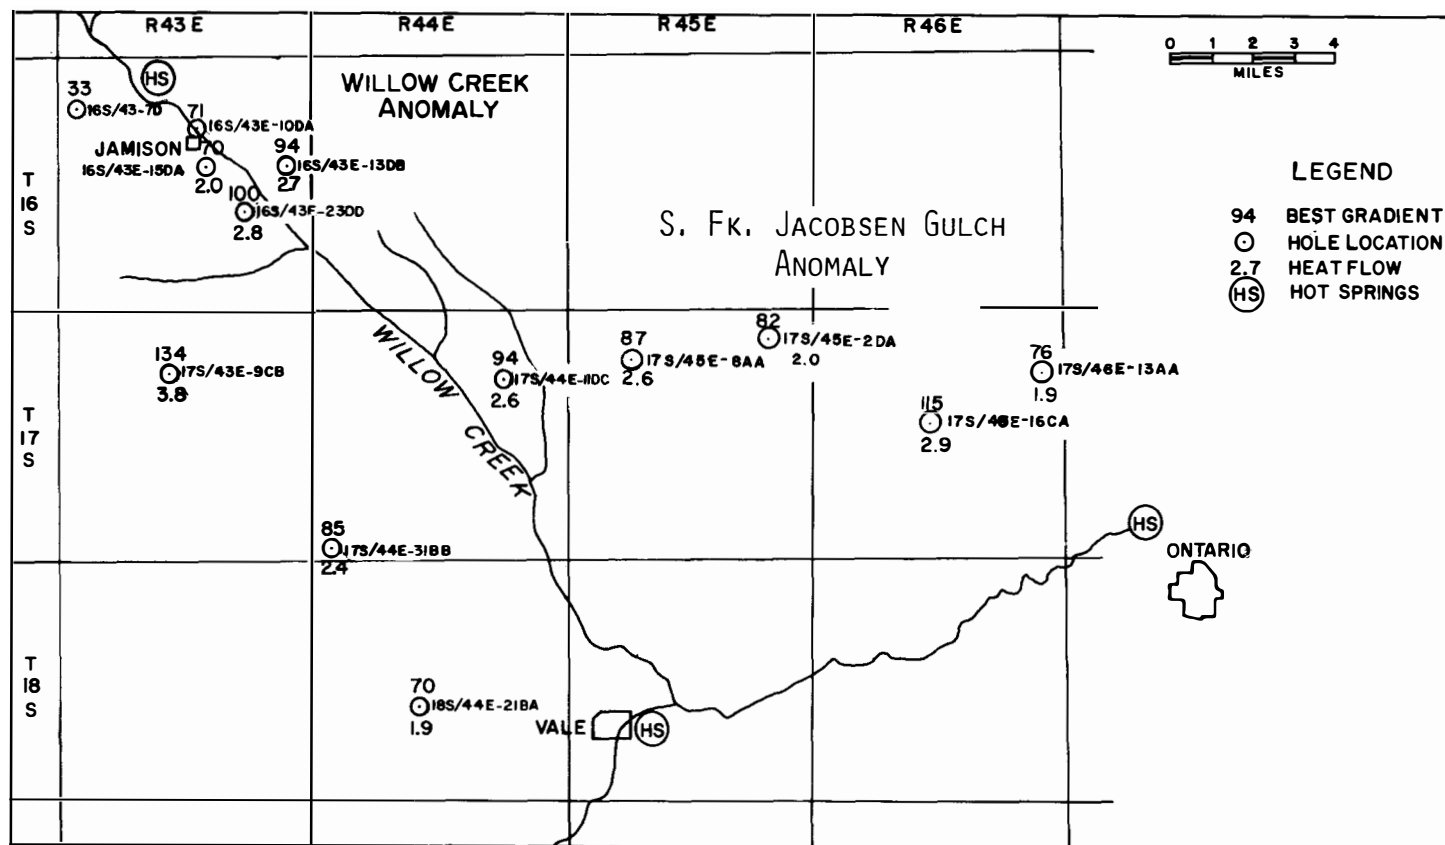 R43E R44E R45E R46E
0 1 2 3 4
MILES
HS
WILLOW CREEK
ANOMALY
33
16S/43-7D
71
16S/43E-10DA
JAMISON
70
16S/43E-15DA
2.0
94
16S/43E-13DB
27
100
16S/43E-23DD
2.8
T
16
S
S. FK. JACOBSEN GULCH
ANOMALY
LEGEND
94 BEST GRADIENT
HOLE LOCATION
2.7 HEAT FLOW
HS HOT SPRINGS
134
17S/43E-9CB
3.8
WILLOW
CREEK
94
17S/44E-11DC
2.6
87
17S/45E-8AA
2.6
82
17S/45E-2DA
2.0
76
17S/46E-13AA
1.9
115
17S/46E-16CA
2.9
T
17
S
85
17S/44E-31BB
2.4
HS
ONTARIO
T
18
S
70
18S/44E-21BA
1.9
VALE
HS